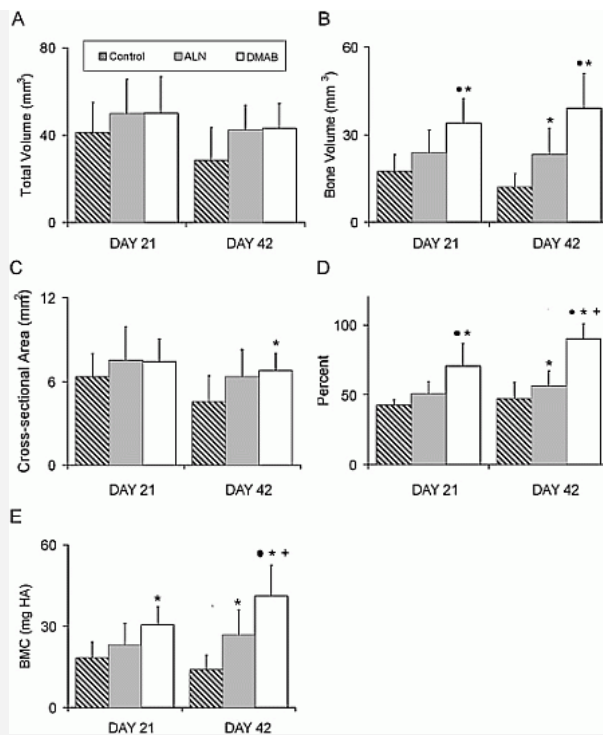 A
Total Volume (mm3)
80
40
0
Control ALN DMAB
DAY 21 DAY 42
B
Bone Volume (mm 3)
60
30
0
●*
*
●*
DAY 21 DAY 42
C
Cross-sectional Area (mm2)
12
6
0
*
DAY 21 DAY 42
D
Percent
100
50
0
●*
*
●*+
DAY 21 DAY 42
E
BMC (mg HA)
60
30
0
*
*
●*+
DAY 21 DAY 42